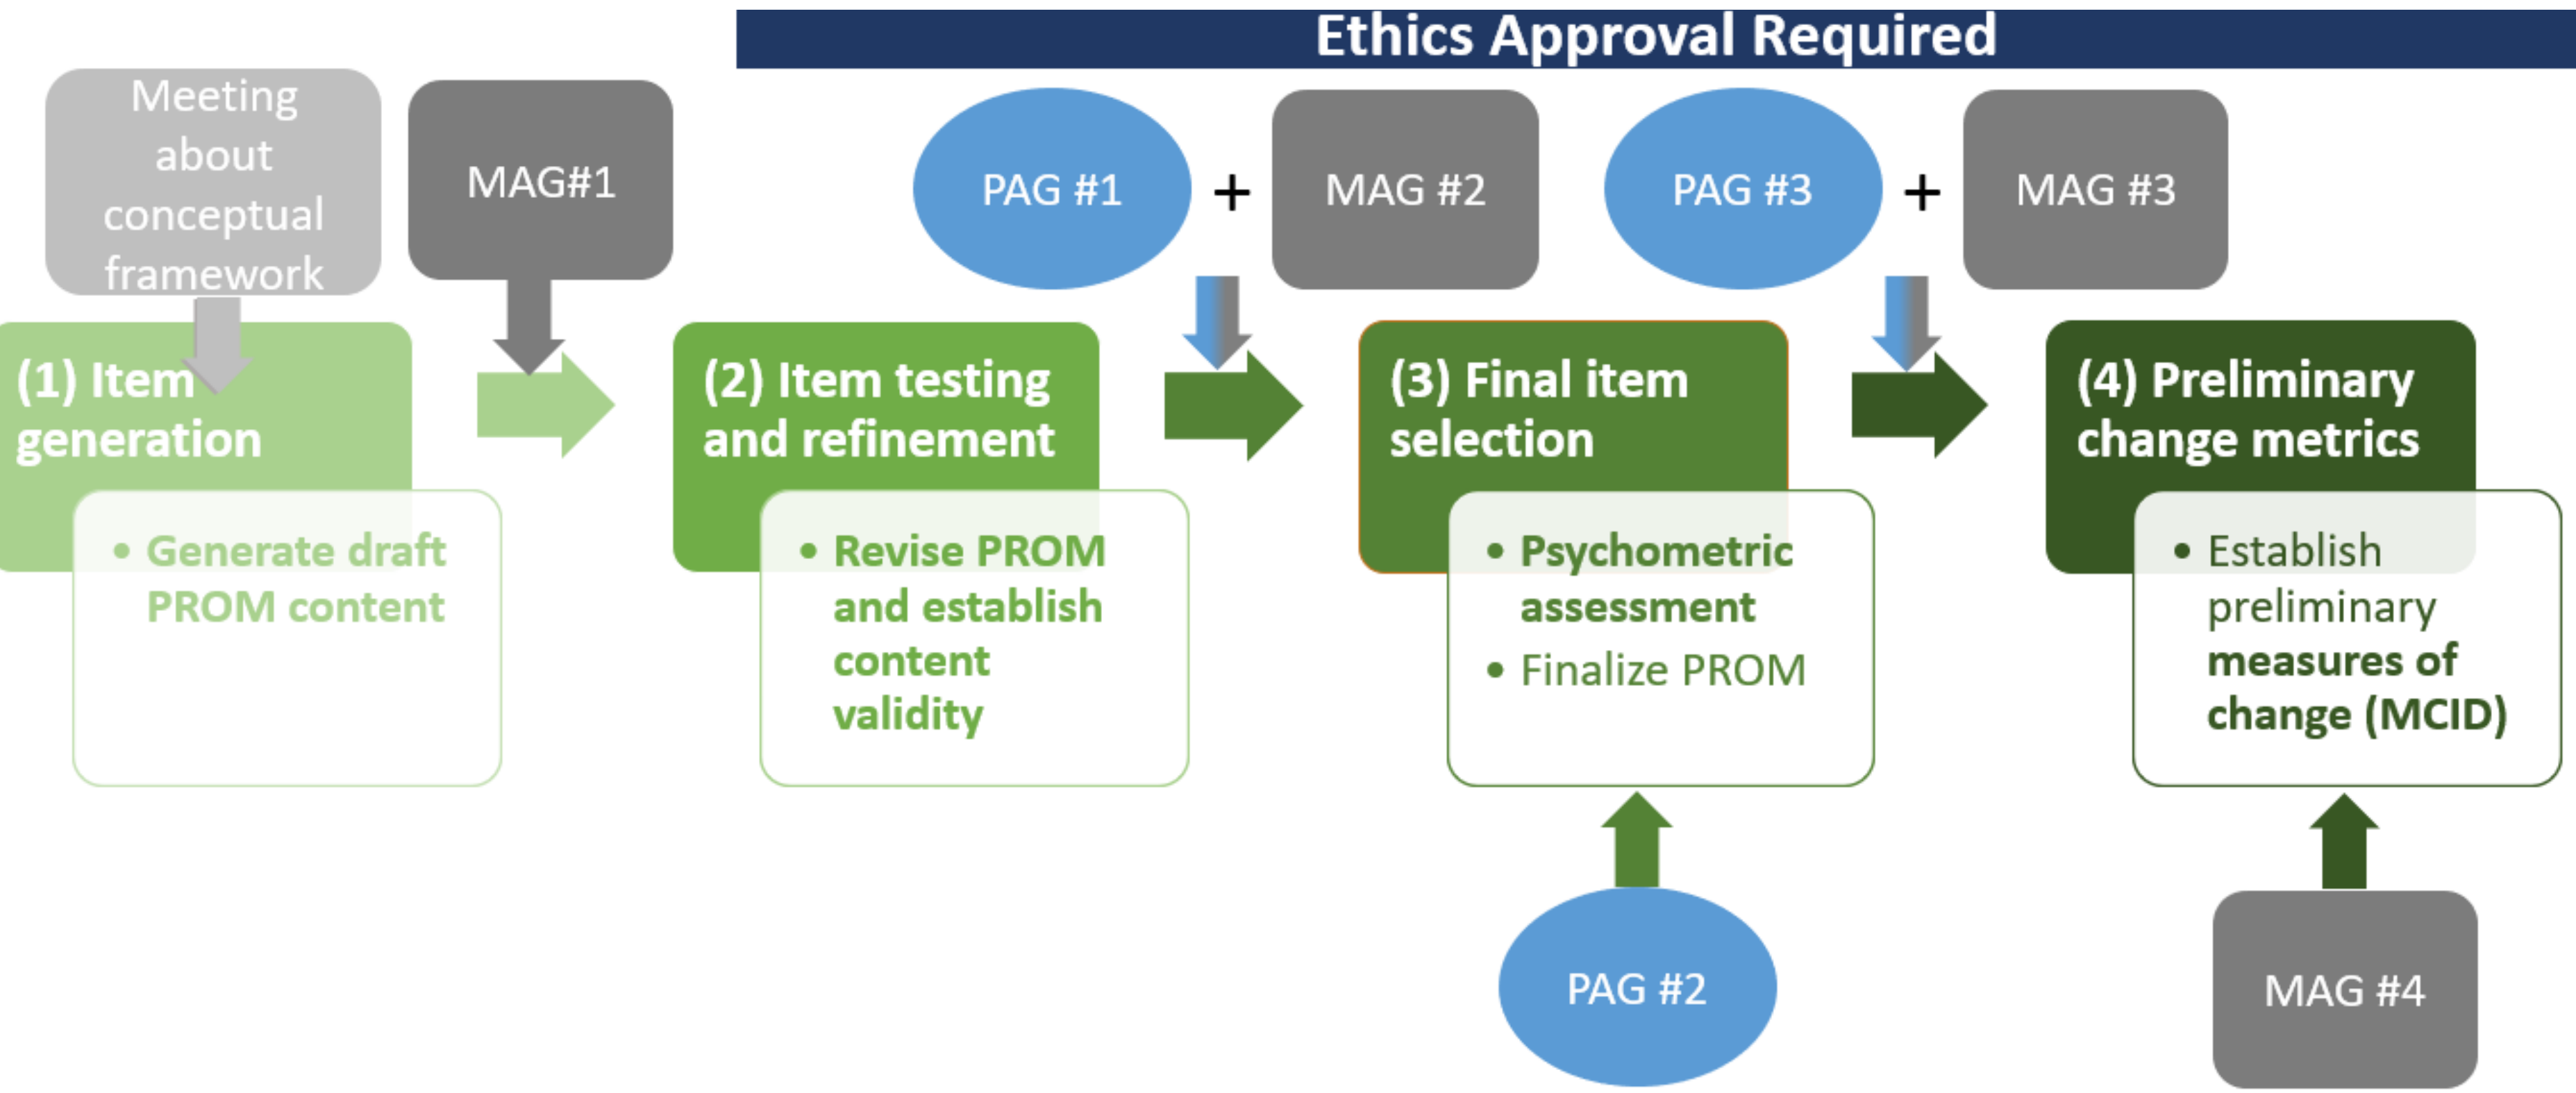 Ethics Approval Required
Meeting
about
conceptual
framework
MAG#1
PAG #1
+
MAG #2
PAG #3
+
MAG #3
(1) Item
generation
• Generate draft
PROM content
(2) Item testing
and refinement
• Revise PROM
and establish
content
validity
(3) Final item
selection
• Psychometric
assessment
• Finalize PROM
(4) Preliminary
change metrics
• Establish
preliminary
measures of
change (MCID)
PAG #2
MAG #4